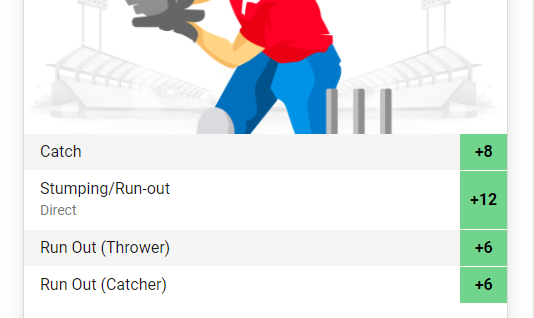 Catch
+8
Stumping/Run-out
Direct
+12
Run Out (Thrower)
+6
Run Out (Catcher)
+6